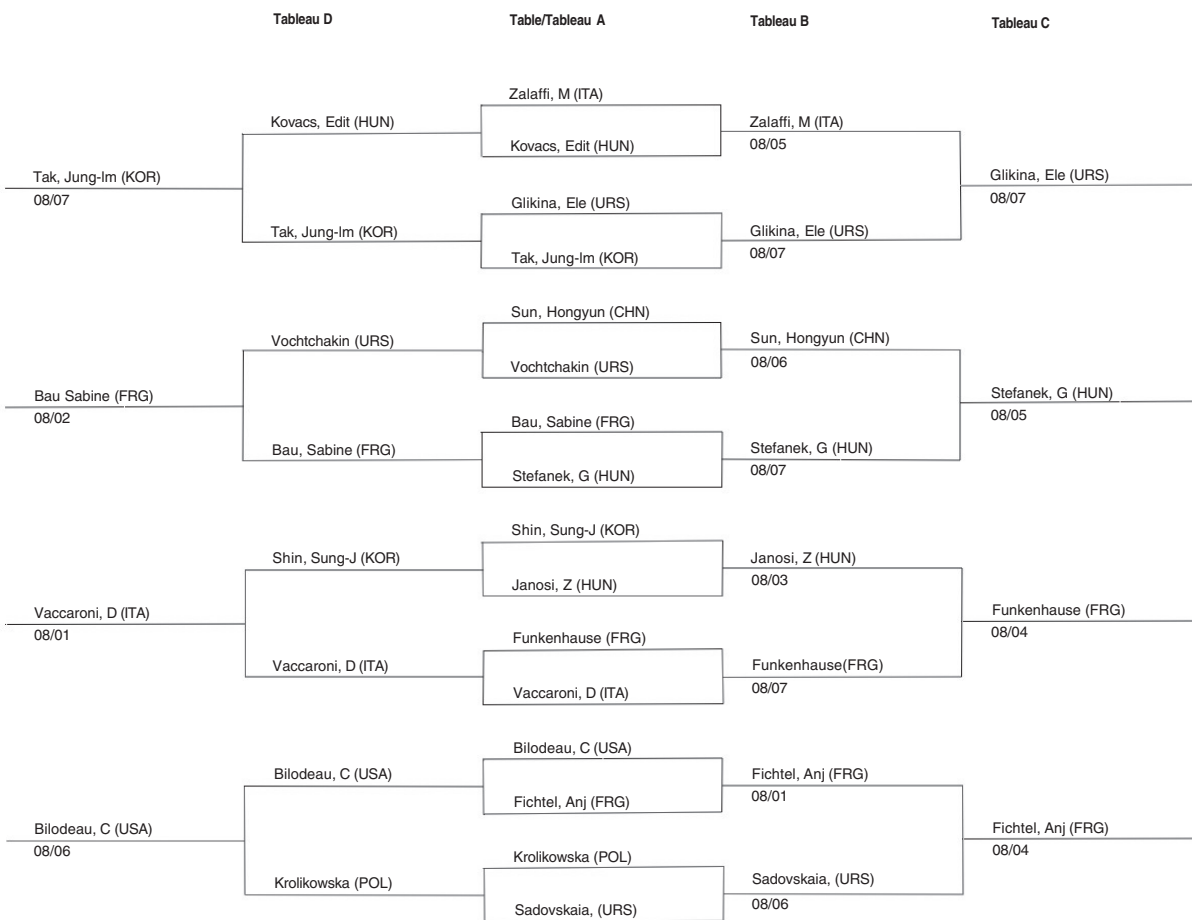 Tableau D Table/Tableau A Tableau B Tableau C
Zalaffi, M (ITA)
Kovacs, Edit (HUN) Zalaffi, M (ITA)
Kovacs, Edit (HUN) 08/05
Tak, Jung-Im (KOR) Glikina, Ele (URS)
08/07 Glikina, Ele (URS) 08/07
Tak, Jung-Im (KOR) Glikina, Ele (URS)
Tak, Jung-Im (KOR) 08/07
Sun, Hongyun (CHN)
Vochtchakin (URS) Sun, Hongyun (CHN)
Vochtchakin (URS) 08/06
Bau Sabine (FRG) Stefanek, G (HUN)
08/02 Bau, Sabine (FRG) 08/05
Bau, Sabine (FRG) Stefanek, G (HUN)
Stefanek, G (HUN) 08/07
Shin, Sung-J (KOR)
Shin, Sung-J (KOR) Janosi, Z (HUN)
Janosi, Z (HUN) 08/03
Vaccaroni, D (ITA) Funkenhause (FRG)
08/01 Funkenhause (FRG) 08/04
Vaccaroni, D (ITA) Funkenhause(FRG)
Vaccaroni, D (ITA) 08/07
Bilodeau, C (USA)
Bilodeau, C (USA) Fichtel, Anj (FRG)
Fichtel, Anj (FRG) 08/01
Bilodeau, C (USA) Fichtel, Anj (FRG)
08/06 Krolikowska (POL) 08/04
Krolikowska (POL) Sadovskaia, (URS)
Sadovskaia, (URS) 08/06